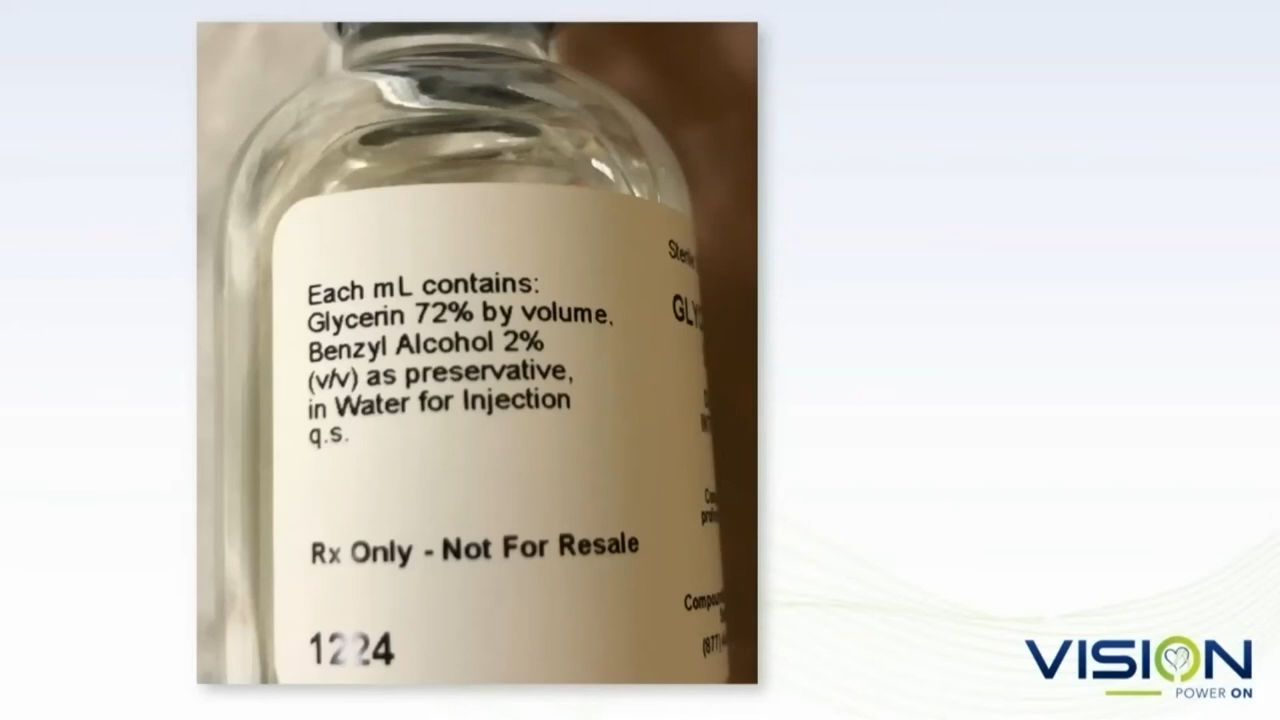 Each mL contains:
Glycerin 72% by volume,
Benzyl Alcohol 2%
(v/v) as preservative,
in Water for Injection
q.s.
Rx Only - Not For Resale
1224
(877)
VISION
POWER ON